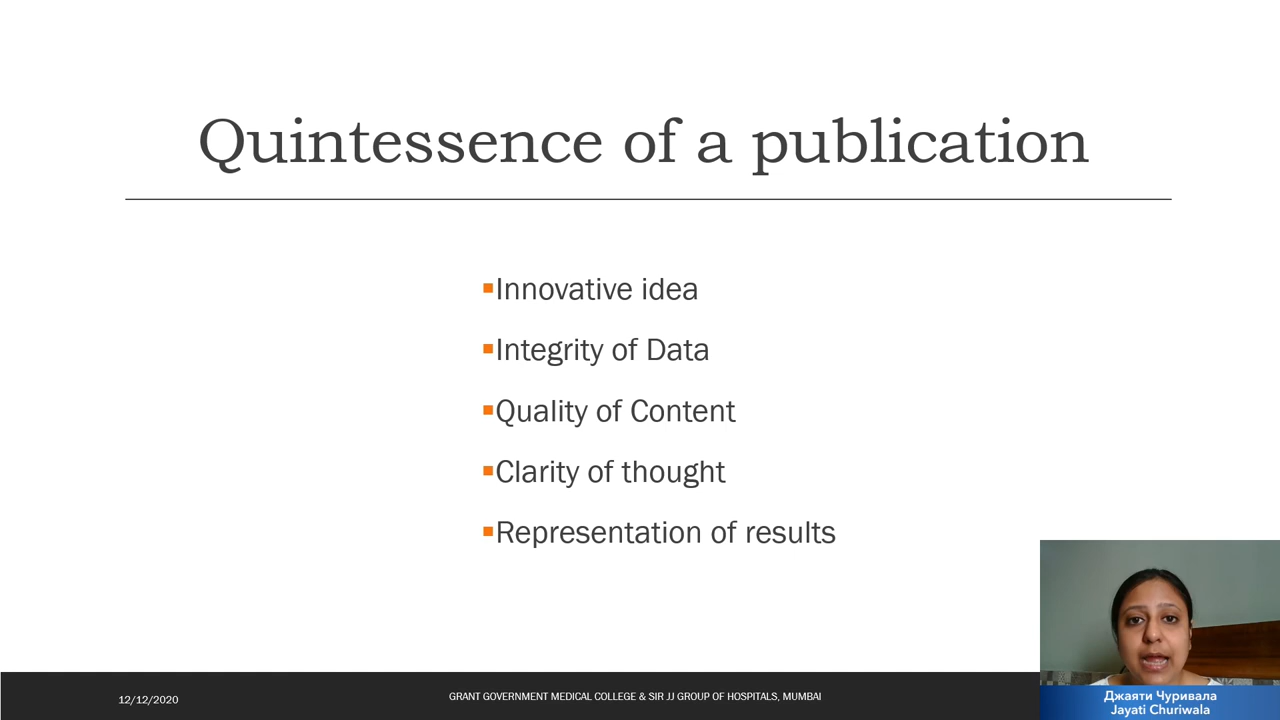 Quintessence of a publication
Innovative idea
Integrity of Data
Quality of Content
Clarity of thought
Representation of results
12/12/2020
GRANT GOVERNMENT MEDICAL COLLEGE & SIR JJ GROUP OF HOSPITALS, MUMBAI
Джаяти Чуривала
Jayati Churiwala